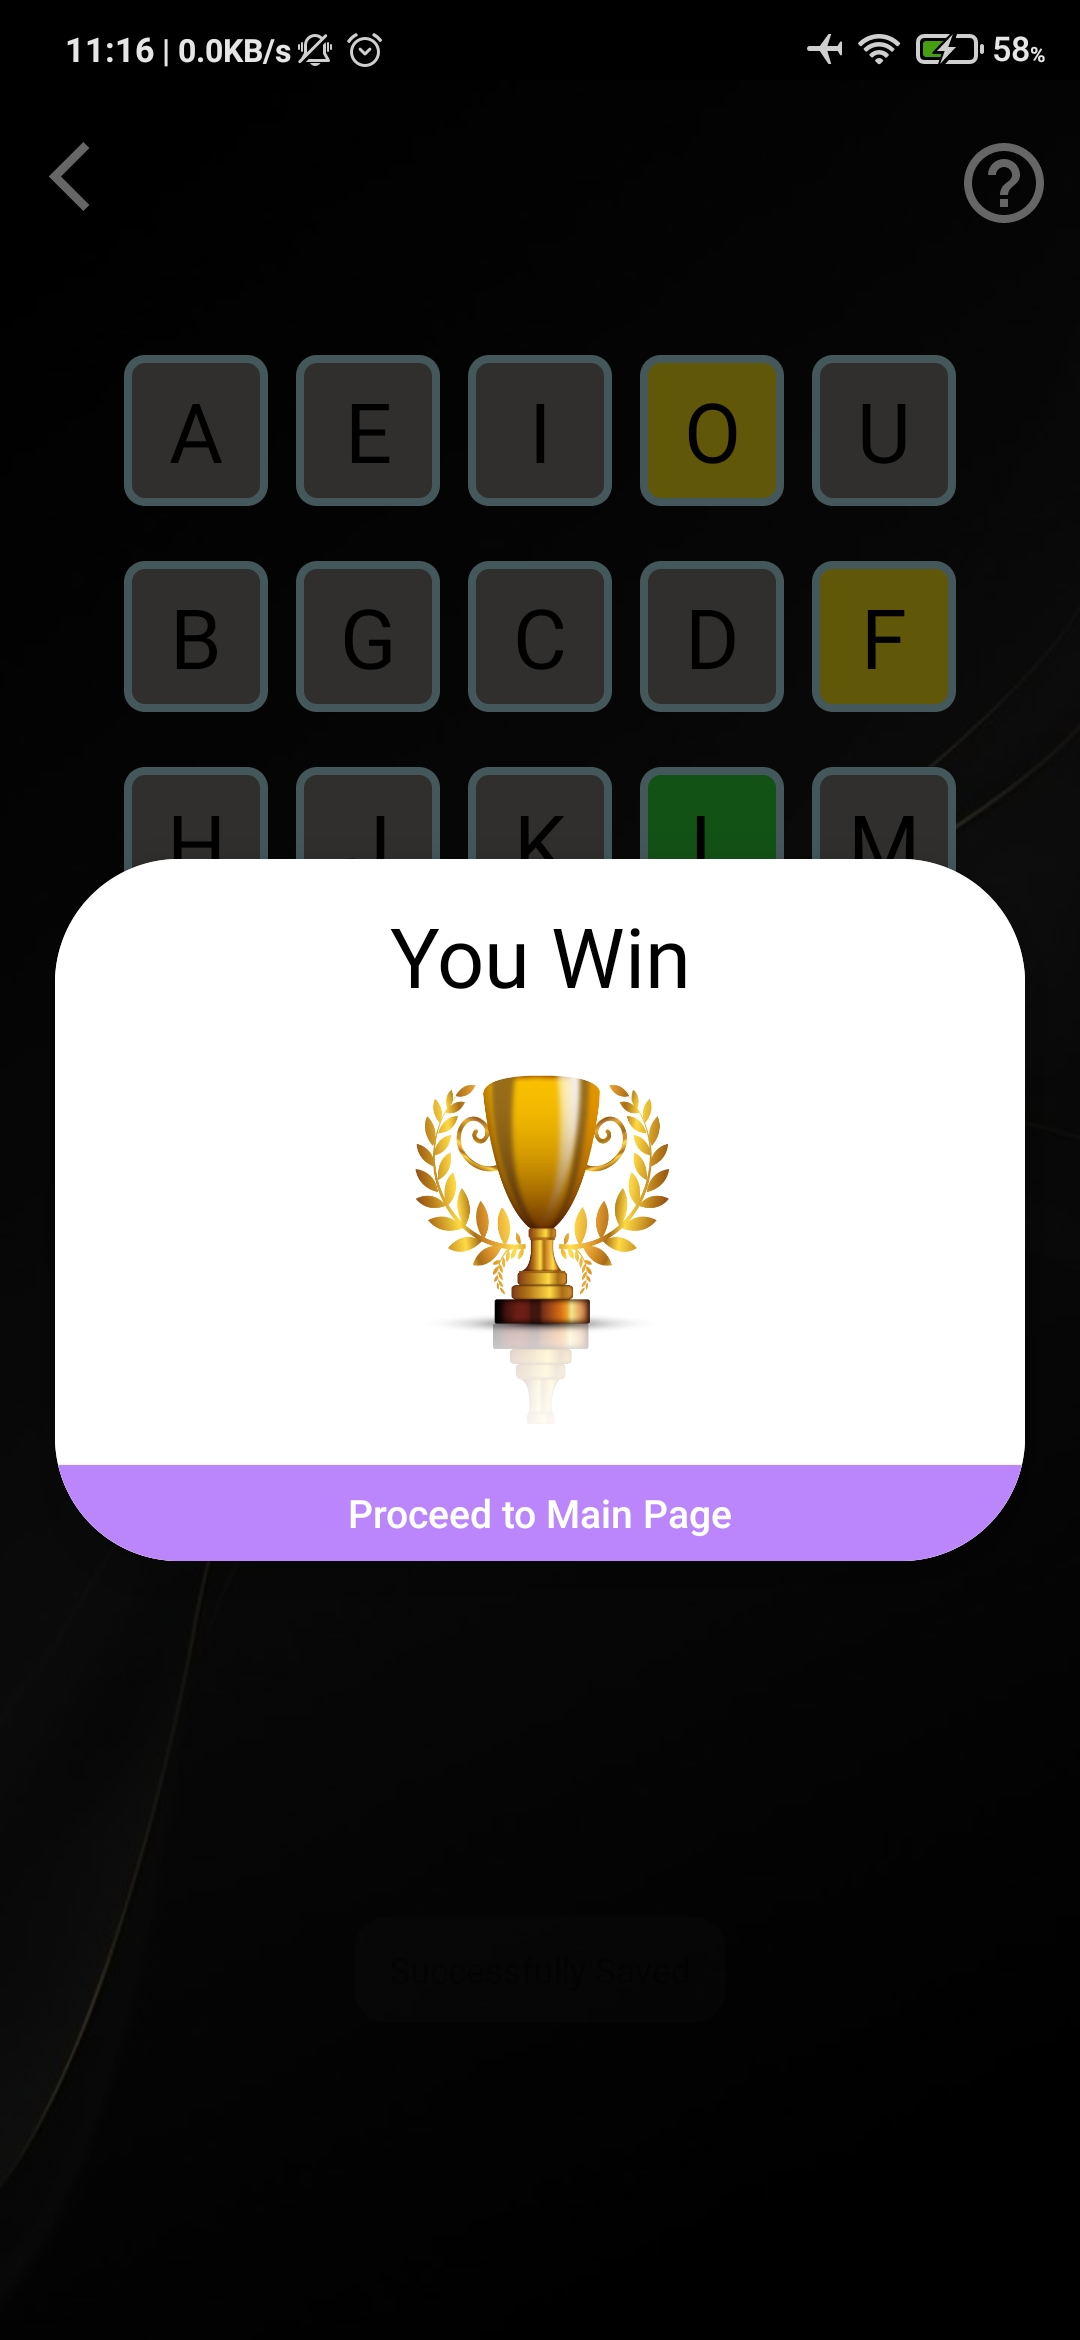 11:16 | 0.0KB/s 58%
A E I O U
B G C D F
H J K L M
You Win
Proceed to Main Page
Successfully Saved